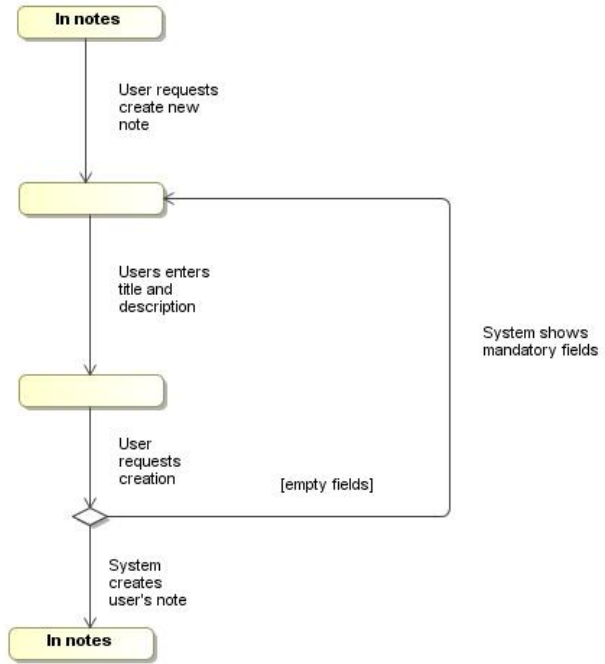 In notes
User requests
create new
note
Users enters
title and
description
System shows
mandatory fields
User
requests
creation
[empty fields]
System
creates
user's note
In notes